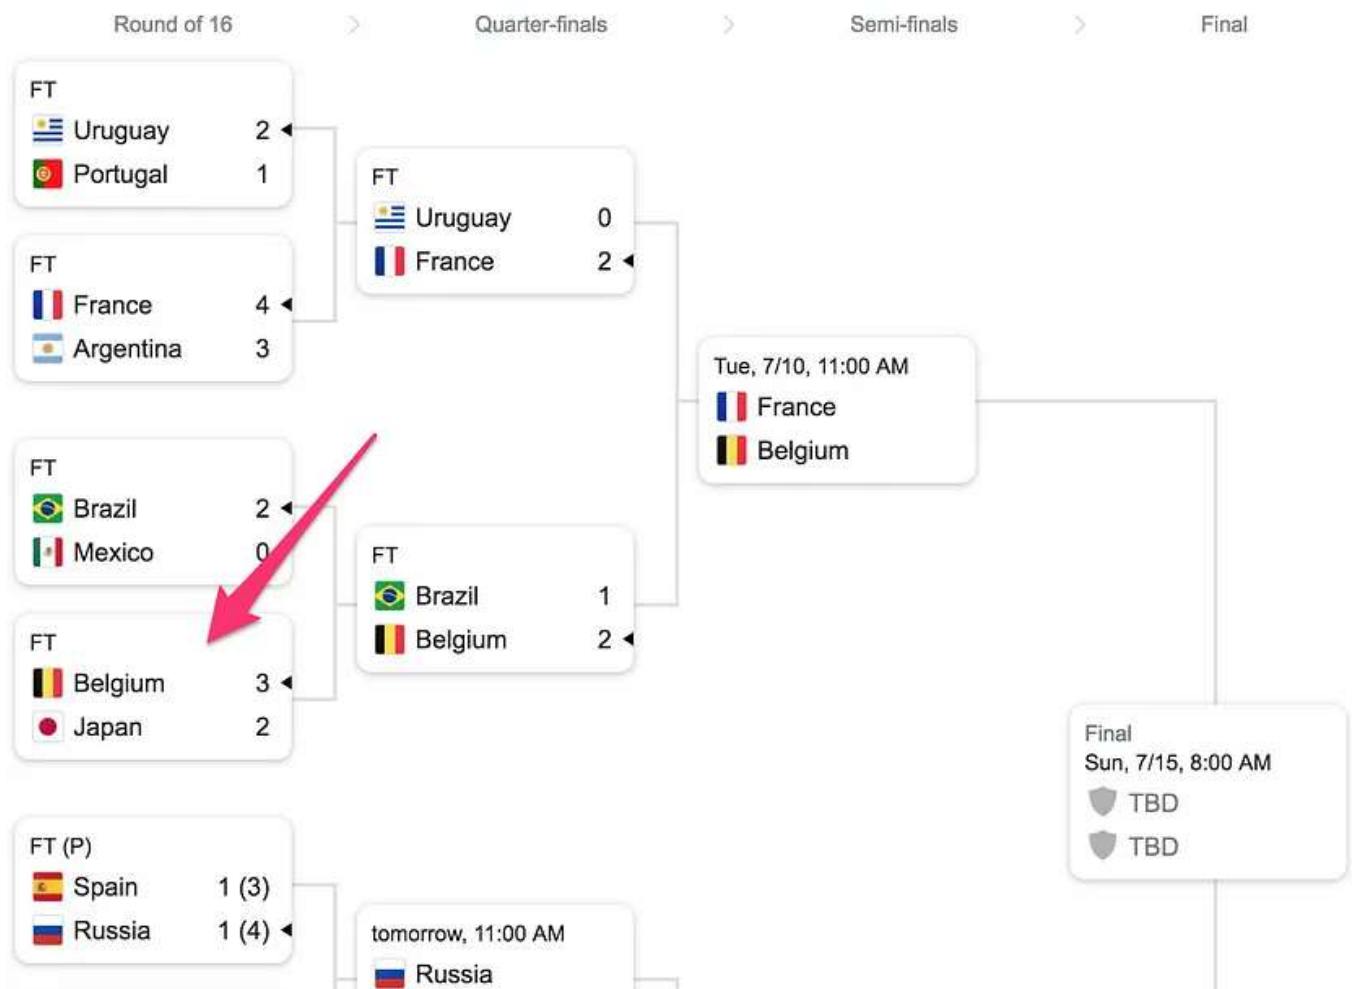 Round of 16
Quarter-finals
Semi-finals
Final
FT
Uruguay 2
Portugal 1
FT
France 4
Argentina 3
FT
Brazil 2
Mexico 0
FT
Belgium 3
Japan 2
FT (P)
Spain 1 (3)
Russia 1 (4)
FT
Uruguay 0
France 2
FT
Brazil 1
Belgium 2
tomorrow, 11:00 AM
Russia
Tue, 7/10, 11:00 AM
France
Belgium
Final
Sun, 7/15, 8:00 AM
TBD
TBD